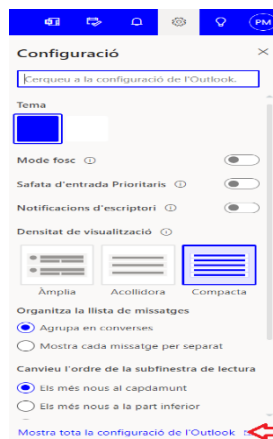 PM
Configuració
Cerqueu a la configuració de l'Outlook.
Tema
Mode fosc
Safata d'entrada Prioritaris
Notificacions d'escriptori
Densitat de visualització
Àmplia Acollidora Compacta
Organitza la llista de missatges
Agrupa en converses
Mostra cada missatge per separat
Canvieu l'ordre de la subfinestra de lectura
Els més nous al capdamunt
Els més nous a la part inferior
Mostra tota la configuració de l'Outlook